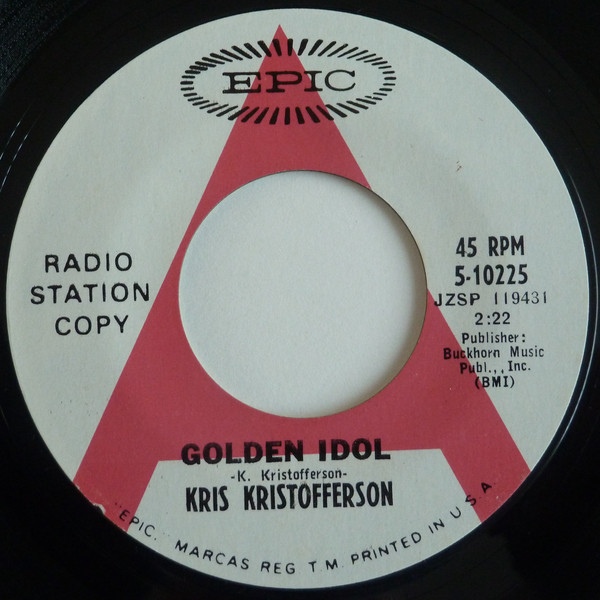 EPIC
RADIO
STATION
COPY
45 RPM
5-10225
JZSP 119431
2:22
Publisher:
Buckhorn Music
Publ.,, Inc.
(BMI)
GOLDEN IDOL
-K. Kristofferson-
KRIS KRISTOFFERSON
"EPIC," MARCAS REG T M. PRINTED IN U S A.